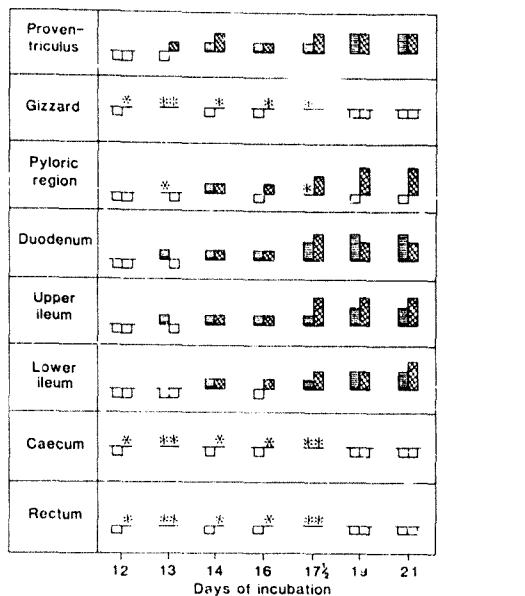 Proven-
triculus
Gizzard
Pyloric
region
Duodenum
Upper
ileum
Lower
ileum
Caecum
Rectum
12 13 14 16 17½ 19 21
Days of incubation